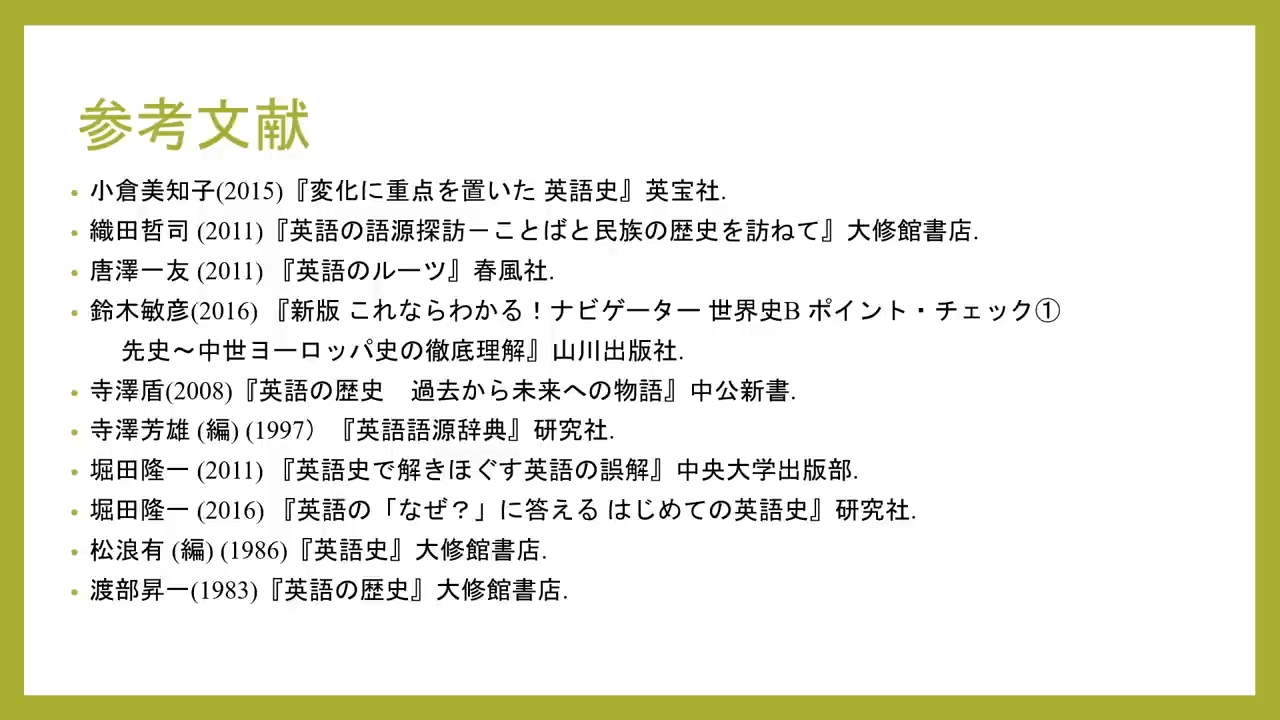 参考文献
小倉美知子(2015)『変化に重点を置いた 英語史』英宝社.
織田哲司 (2011)『英語の語源探訪－ことばと民族の歴史を訪ねて』大修館書店.
唐澤一友 (2011) 『英語のルーツ』春風社.
鈴木敏彦(2016) 『新版 これならわかる！ナビゲーター 世界史B ポイント・チェック①
先史～中世ヨーロッパ史の徹底理解』山川出版社.
寺澤盾(2008)『英語の歴史　過去から未来への物語』中公新書.
寺澤芳雄 (編) (1997） 『英語語源辞典』研究社.
堀田隆一 (2011) 『英語史で解きほぐす英語の誤解』中央大学出版部.
堀田隆一 (2016) 『英語の「なぜ？」に答える はじめての英語史』研究社.
松浪有 (編) (1986)『英語史』大修館書店.
渡部昇一(1983)『英語の歴史』大修館書店.